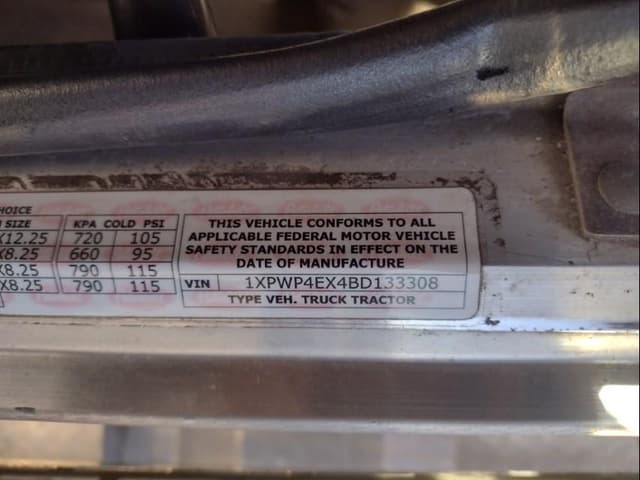 HOICE
SIZE KPA COLD PSI
X12.25 720 105
X8.25 660 95
X8.25 790 115
X8.25 790 115
THIS VEHICLE CONFORMS TO ALL
APPLICABLE FEDERAL MOTOR VEHICLE
SAFETY STANDARDS IN EFFECT ON THE
DATE OF MANUFACTURE
VIN 1XPWP4EX4BD133308
TYPE VEH. TRUCK TRACTOR